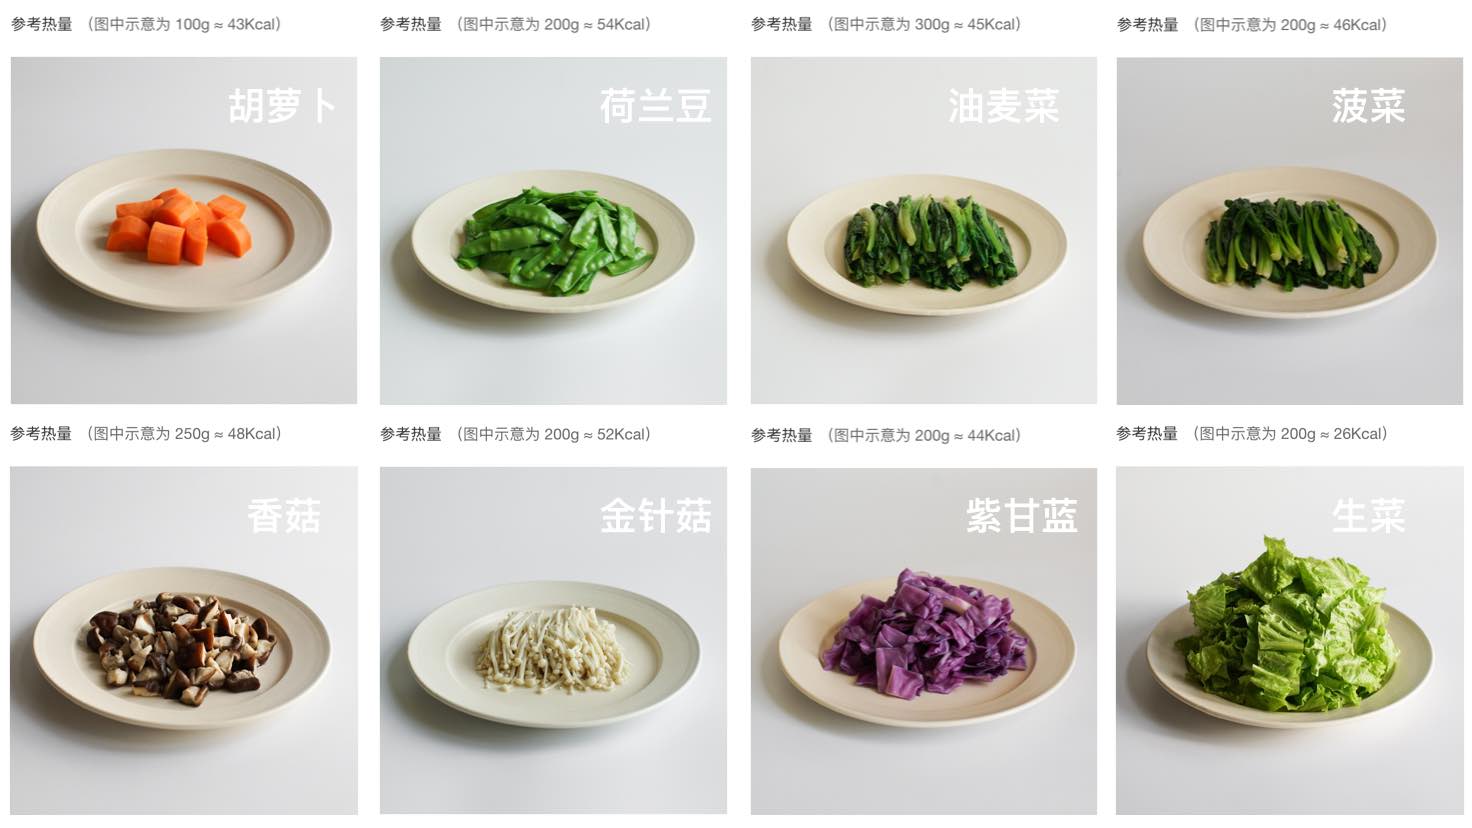 参考热量 （图中示意为 100g ≈ 43Kcal）
参考热量 （图中示意为 200g ≈ 54Kcal）
参考热量 （图中示意为 300g ≈ 45Kcal）
参考热量 （图中示意为 200g ≈ 46Kcal）
胡萝卜
荷兰豆
油麦菜
菠菜
参考热量 （图中示意为 250g ≈ 48Kcal）
参考热量 （图中示意为 200g ≈ 52Kcal）
参考热量 （图中示意为 200g ≈ 44Kcal）
参考热量 （图中示意为 200g ≈ 26Kcal）
香菇
金针菇
紫甘蓝
生菜